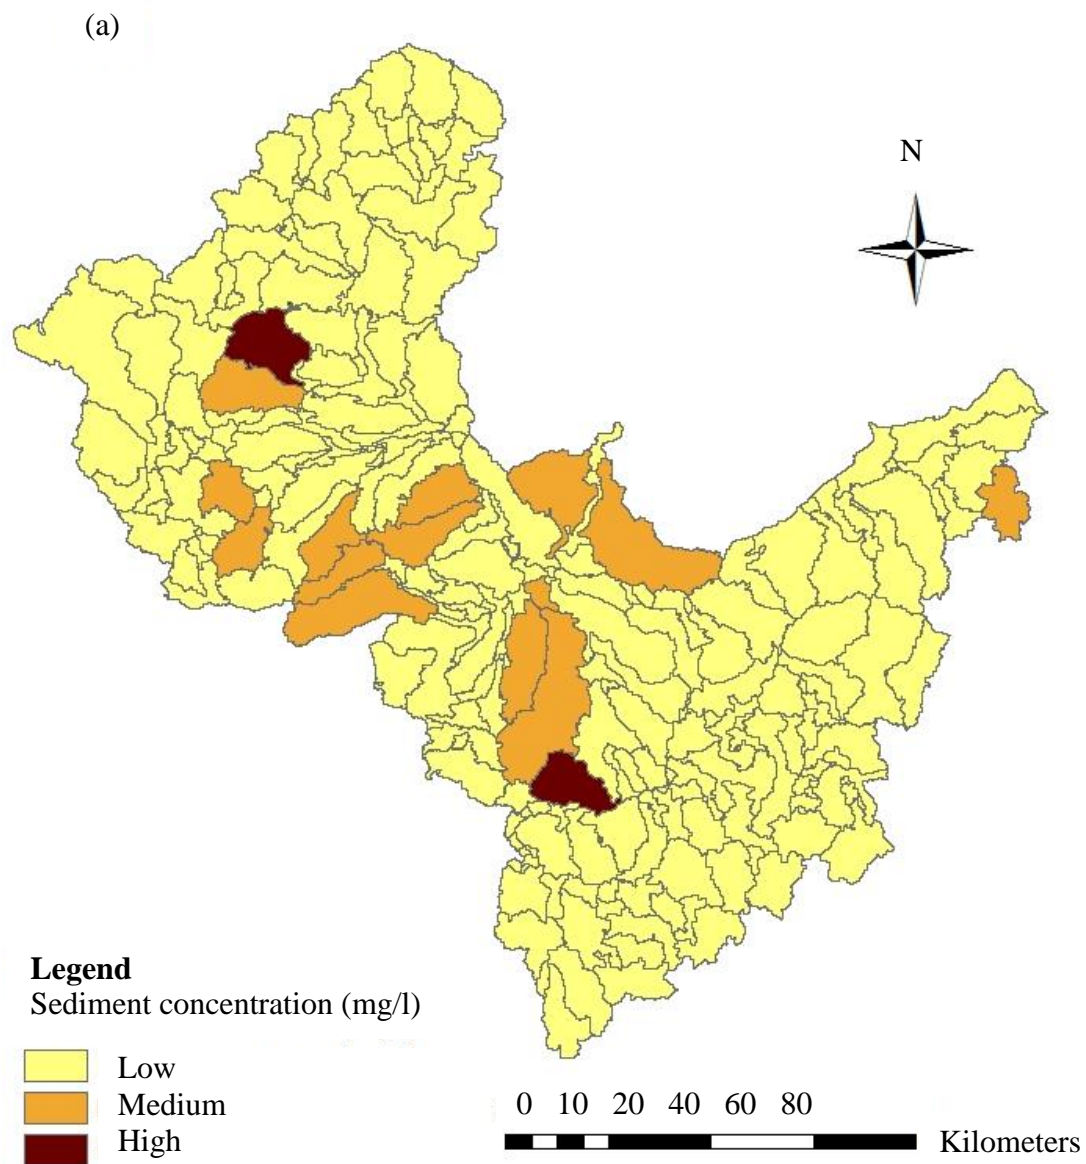 (a)
N
Legend
Sediment concentration (mg/l)
Low
Medium
High
0 10 20 40 60 80
Kilometers